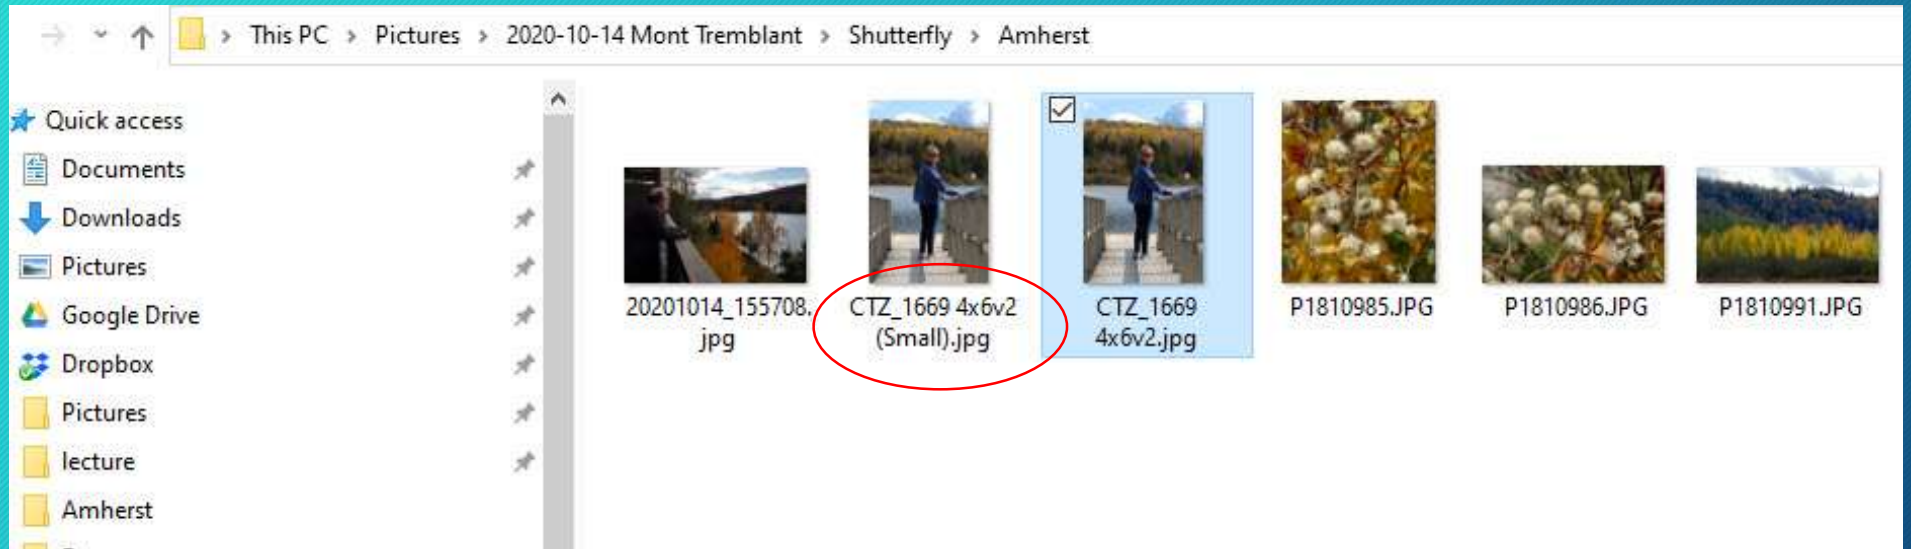 This PC > Pictures > 2020-10-14 Mont Tremblant > Shutterfly > Amherst
Quick access
Documents
Downloads
Pictures
Google Drive
Dropbox
Pictures
lecture
Amherst
20201014_155708.
jpg
CTZ_1669 4x6v2
(Small).jpg
CTZ_1669
4x6v2.jpg
P1810985.JPG
P1810986.JPG
P1810991.JPG